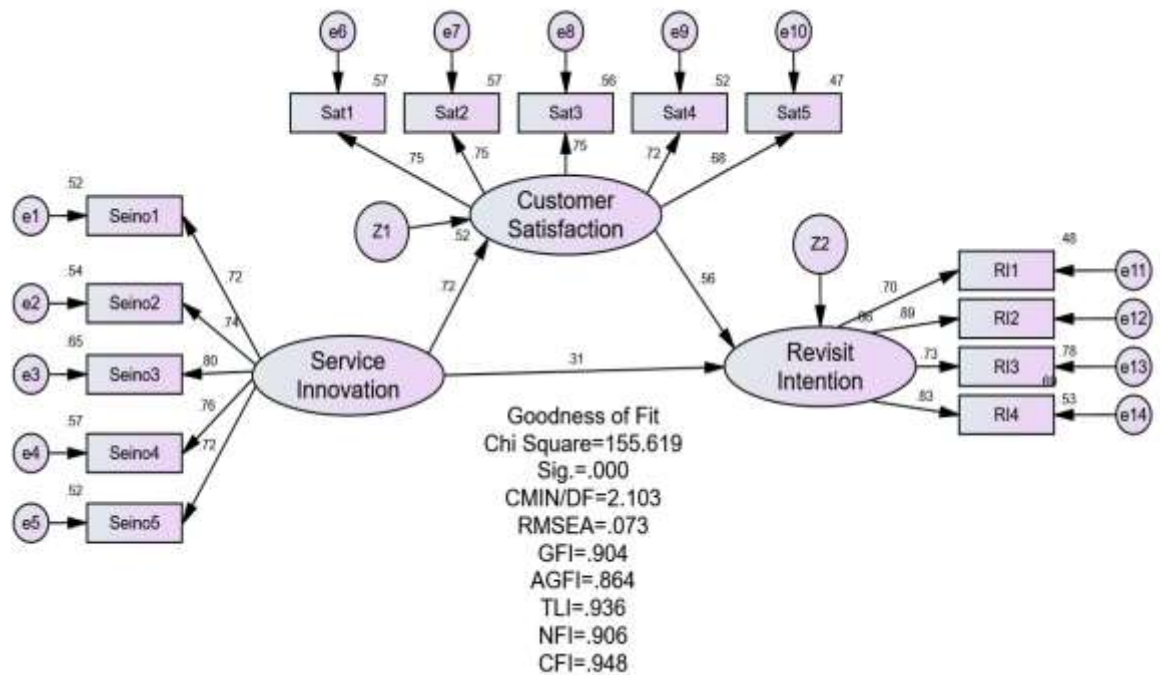 e6
e7
e8
e9
e10
.57
.57
.56
.52
.47
Sat1
Sat2
Sat3
Sat4
Sat5
.75
.75
.75
.72
.68
Customer
Satisfaction
.52
Z1
Z2
.52
e1
Seino1
.72
.54
e2
Seino2
.74
.65
e3
Seino3
.80
.57
e4
Seino4
.76
.52
e5
Seino5
.72
Service
Innovation
.72
.56
.31
Revisit
Intention
.48
RI1
e11
.70
RI2
e12
.89
RI3
.78
e13
.73
RI4
.53
e14
.83
Goodness of Fit
Chi Square=155.619
Sig.=.000
CMIN/DF=2.103
RMSEA=.073
GFI=.904
AGFI=.864
TLI=.936
NFI=.906
CFI=.948